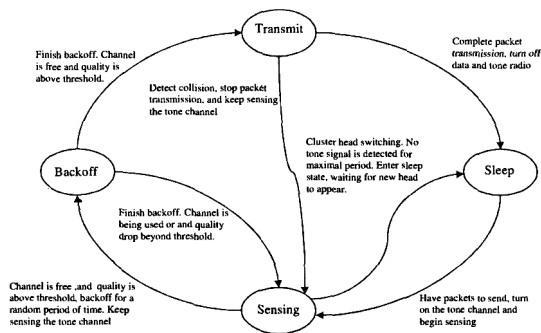 Transmit
Finish backoff. Channel
is free and quality is
above threshold.
Complete packet
transmission, turn off
data and tone radio
Detect collision, stop packet
transmission, and keep sensing
the tone channel
Cluster head switching. No
tone signal is detected for
maximal period. Enter sleep
state, waiting for new head
to appear.
Backoff
Sleep
Finish backoff. Channel is
being used or and quality
drop beyond threshold.
Channel is free ,and quality is
above threshold, backoff for a
random period of time. Keep
sensing the tone channel
Sensing
Have packets to send, turn
on the tone channel and
begin sensing